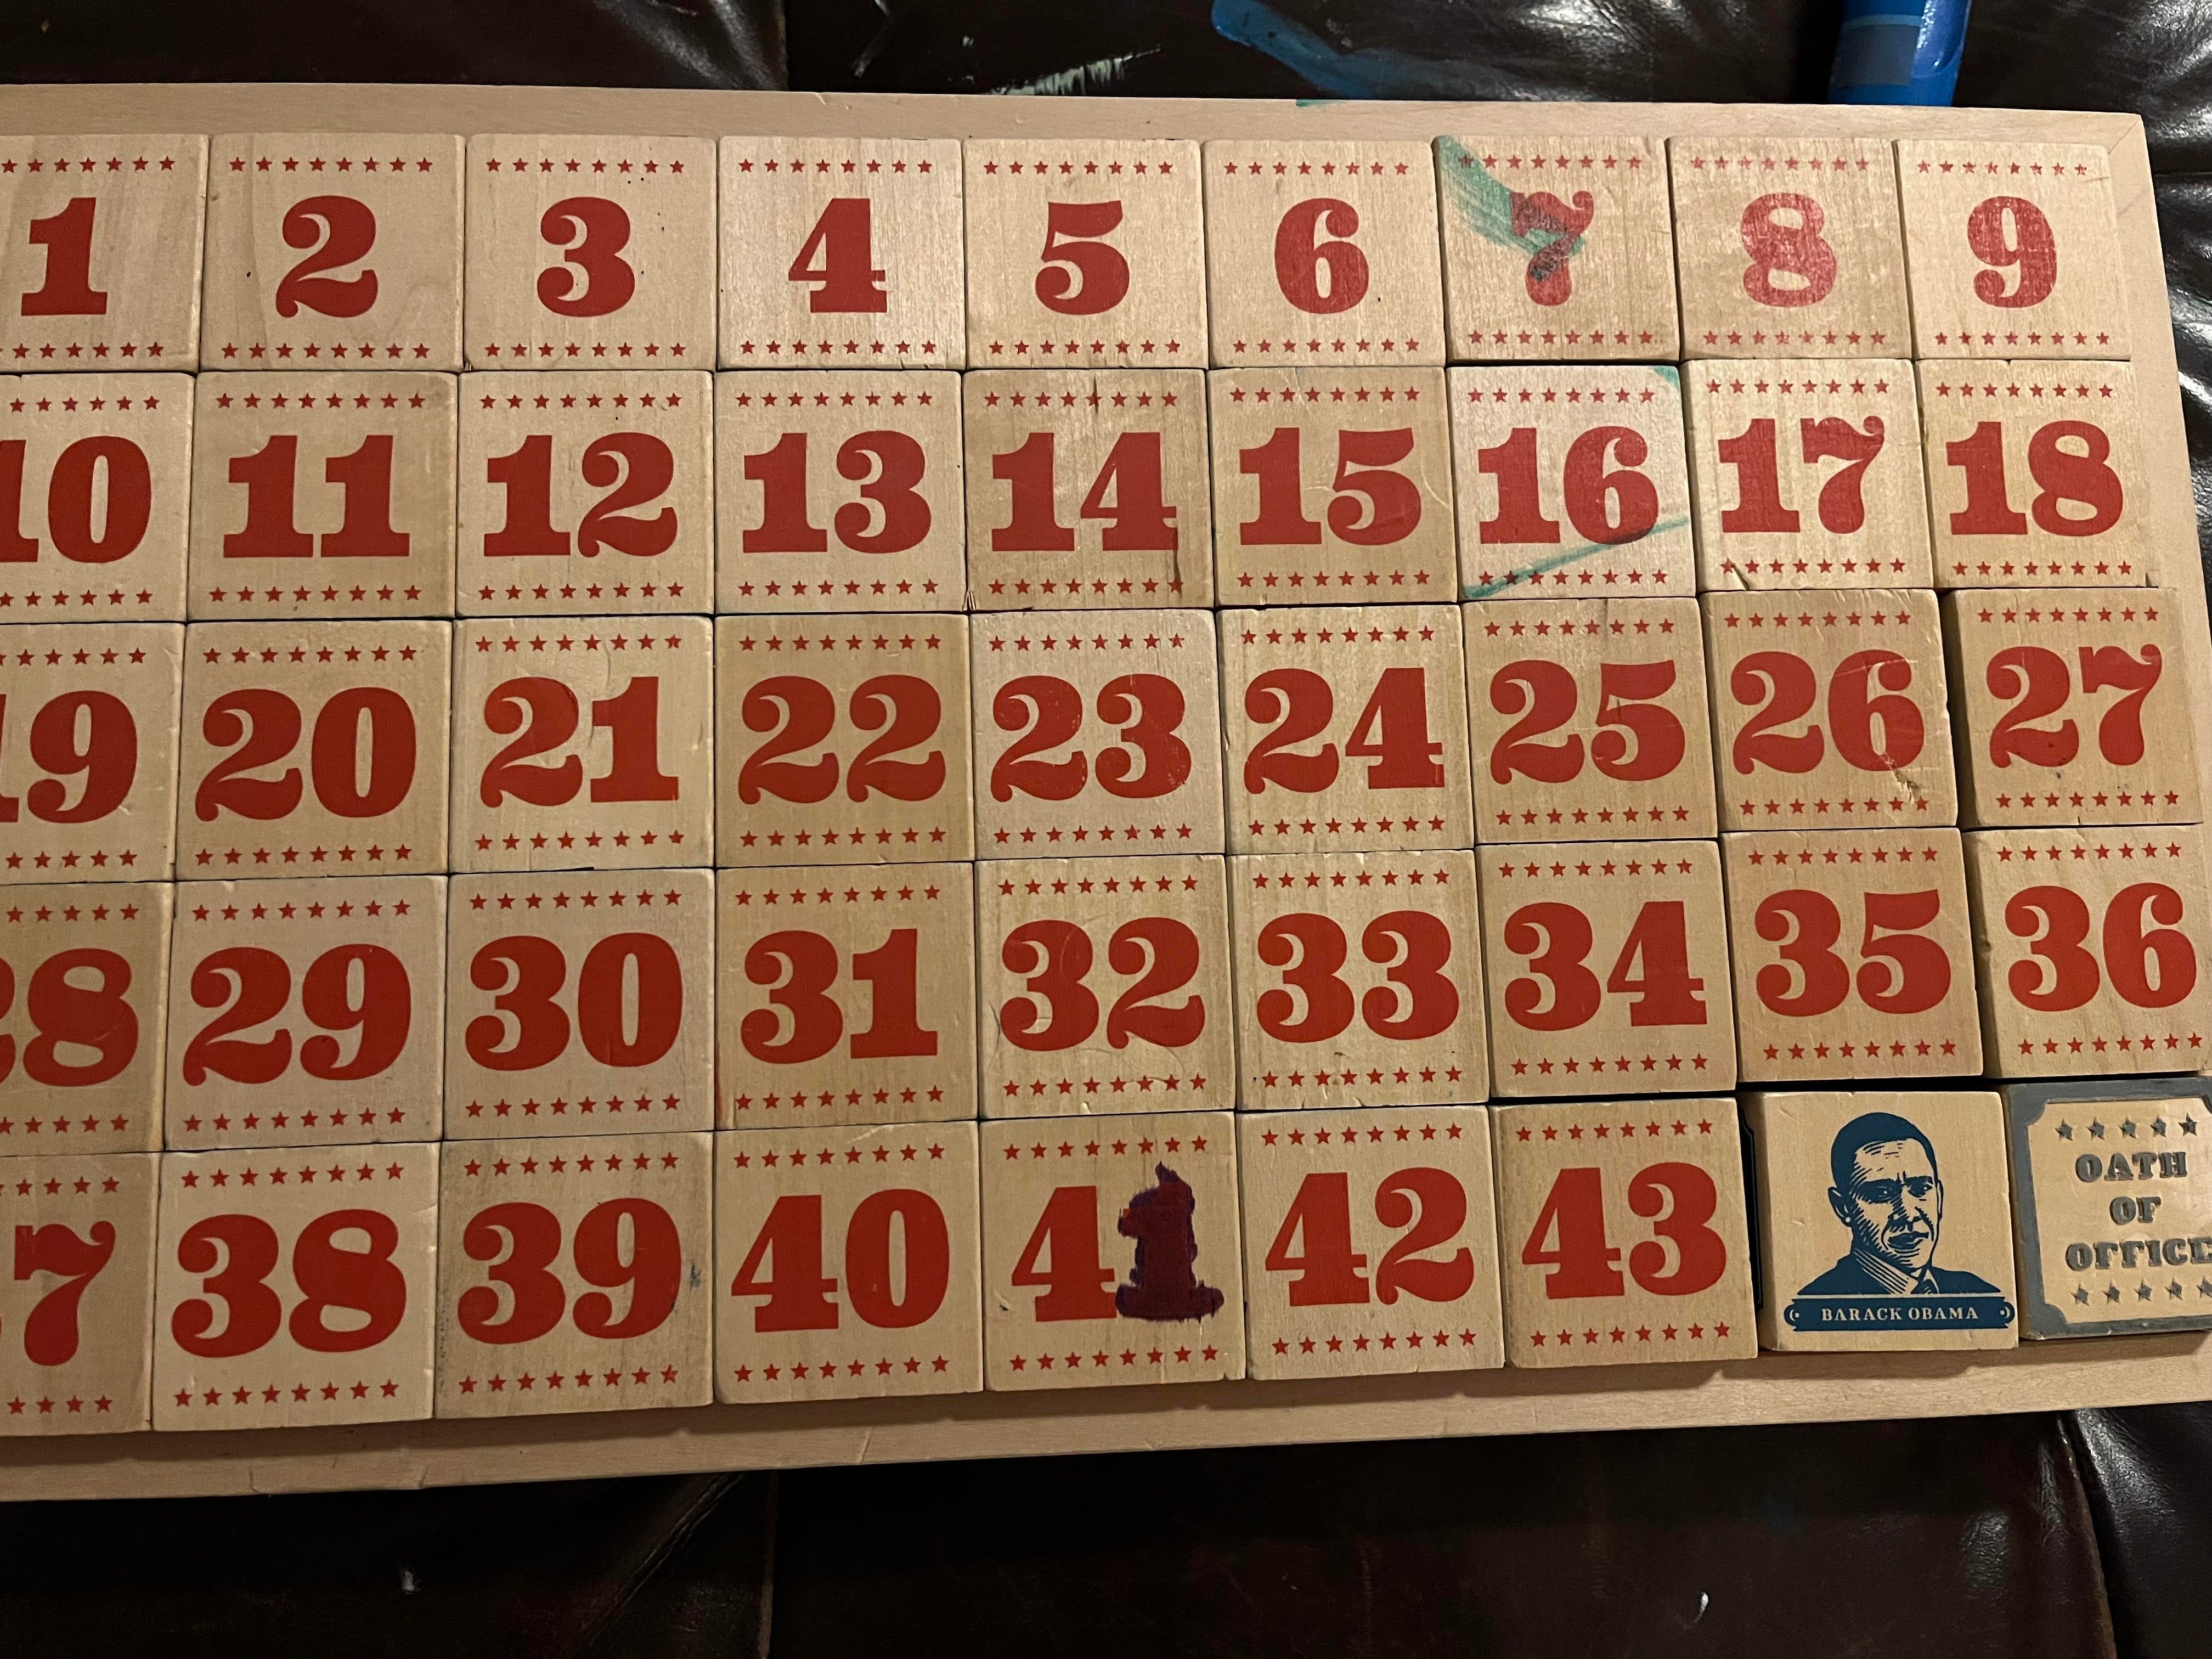 1 2 3 4 5 6 7 8 9
10 11 12 13 14 15 16 17 18
19 20 21 22 23 24 25 26 27
28 29 30 31 32 33 34 35 36
7 38 39 40 41 42 43
BARACK OBAMA
OATH
OF
OFFICE